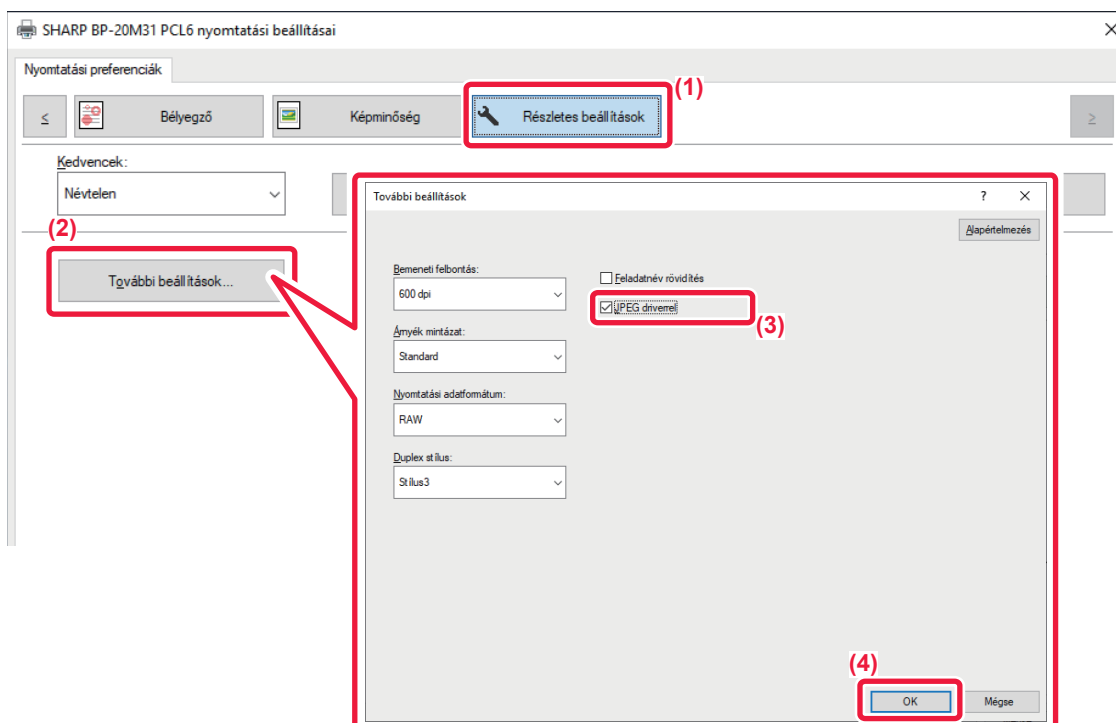 SHARP BP-20M31 PCL6 nyomtatási beállításai
Nyomtatási preferenciák
(1)
<
Bélyegző
Képminőség
Részletes beállítások
>
Kedvencek:
Névtelen
(2)
További beállítások...
További beállítások
?
Alapértelmezés
Bemeneti felbontás:
600 dpi
Feladatnév rövidítés
JPEG driverrel
(3)
Árnyék mintázat:
Standard
Nyomtatási adatformátum:
RAW
Duplex stílus:
Stílus3
(4)
OK
Mégse